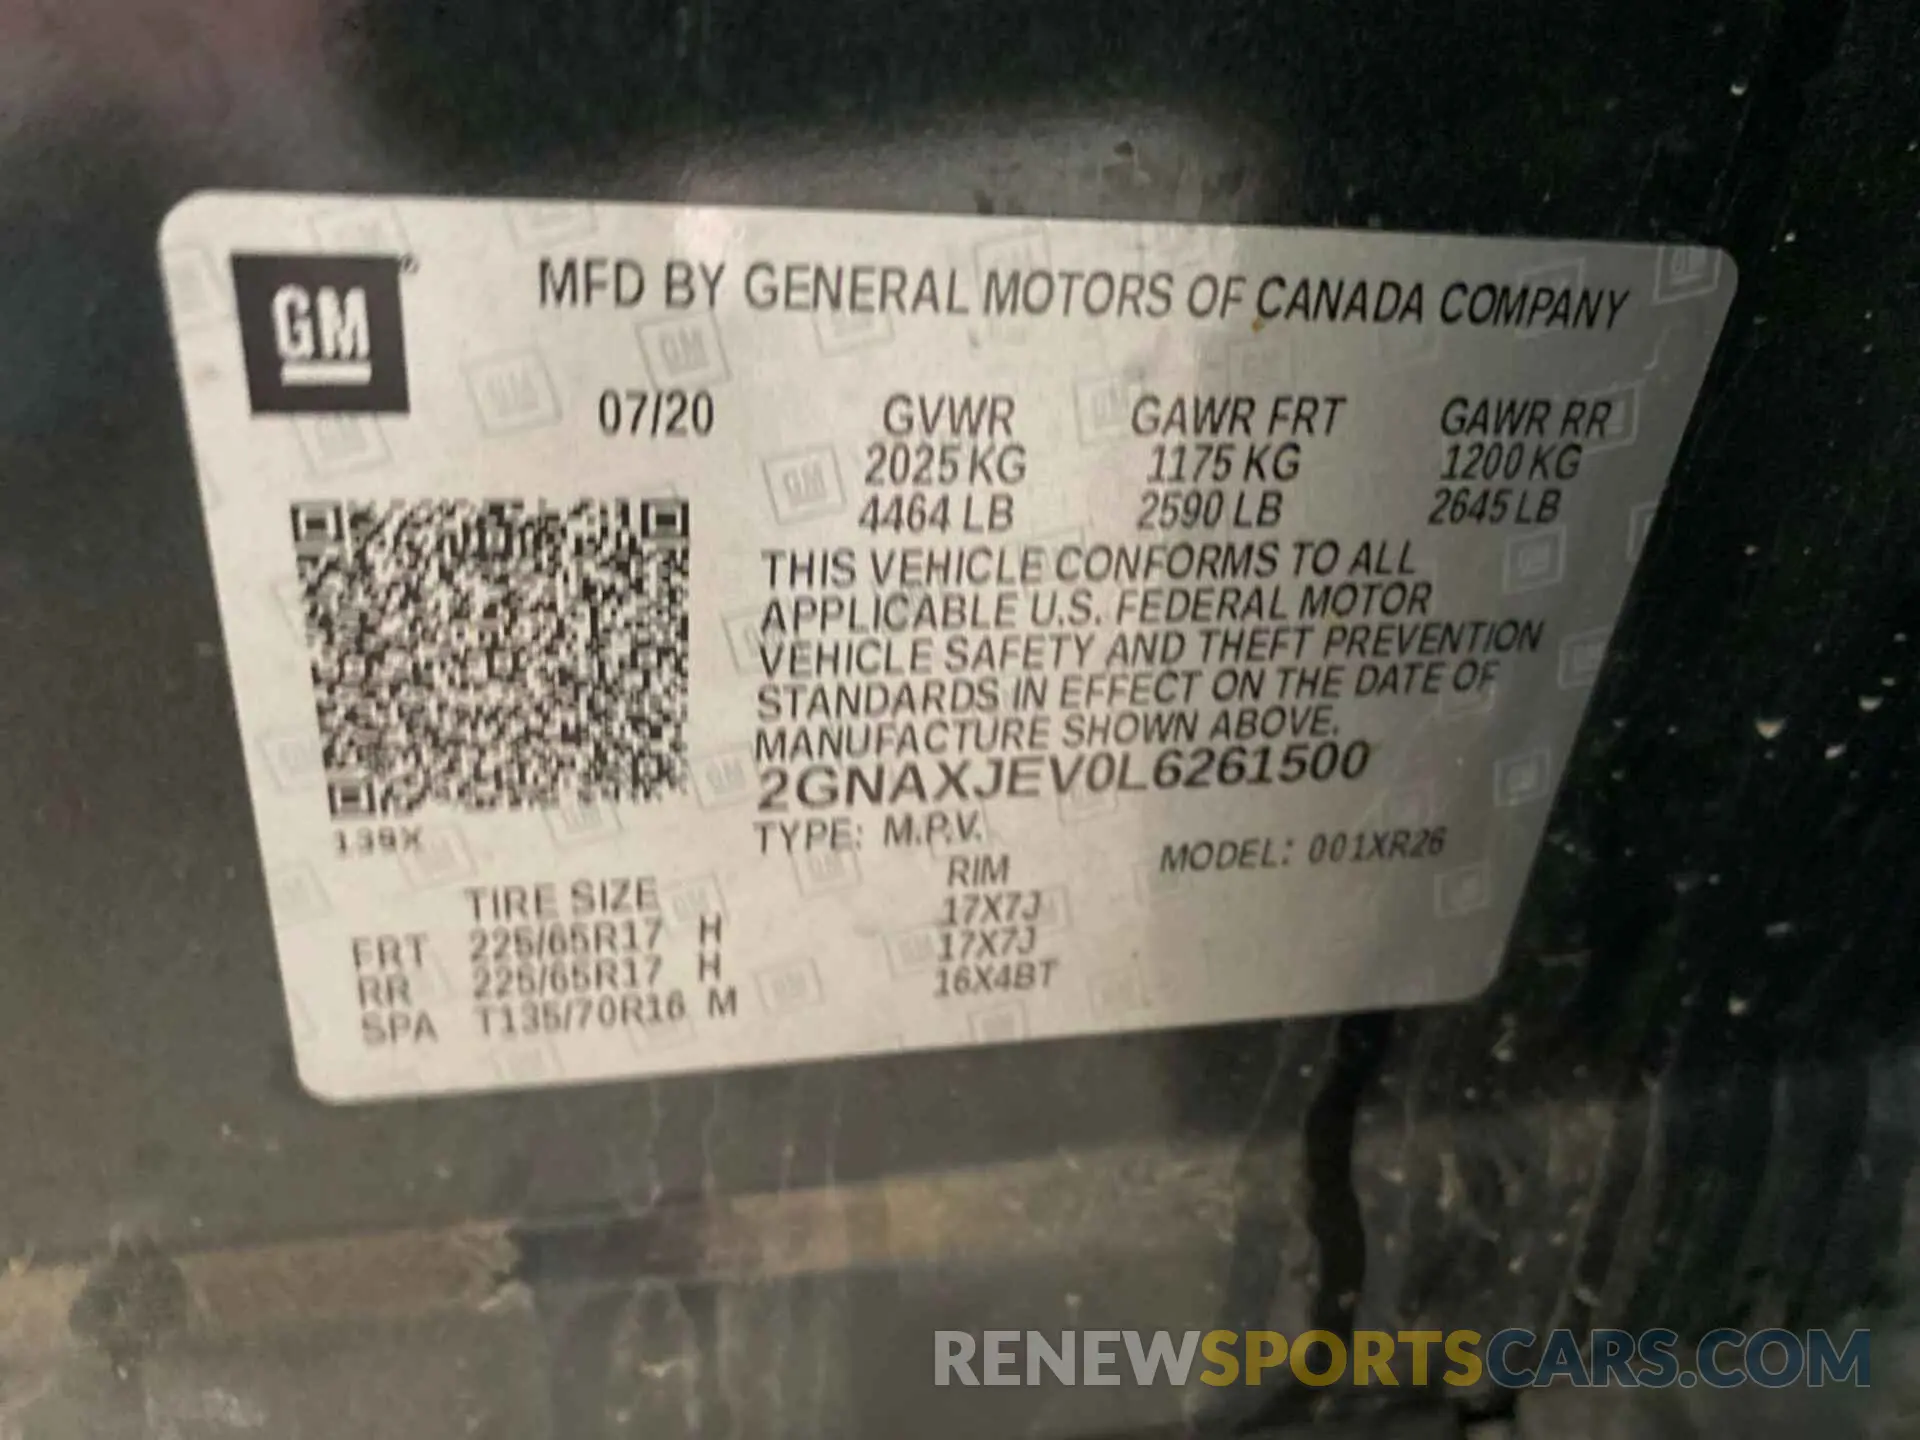 GM
MFD BY GENERAL MOTORS OF CANADA COMPANY
07/20 GVWR GAWR FRT GAWR RR
2025 KG 1175 KG 1200 KG
4464 LB 2590 LB 2645 LB
THIS VEHICLE CONFORMS TO ALL
APPLICABLE U.S. FEDERAL MOTOR
VEHICLE SAFETY AND THEFT PREVENTION
STANDARDS IN EFFECT ON THE DATE OF
MANUFACTURE SHOWN ABOVE.
2GNAXJEV0L6261500
139X
TYPE: M.P.V. MODEL: 001XR26
TIRE SIZE RIM
FRT 225/65R17 H 17X7J
RR 225/65R17 H 17X7J
SPA T135/70R16 M 16X4BT
RENEWSPORTSCARS.COM